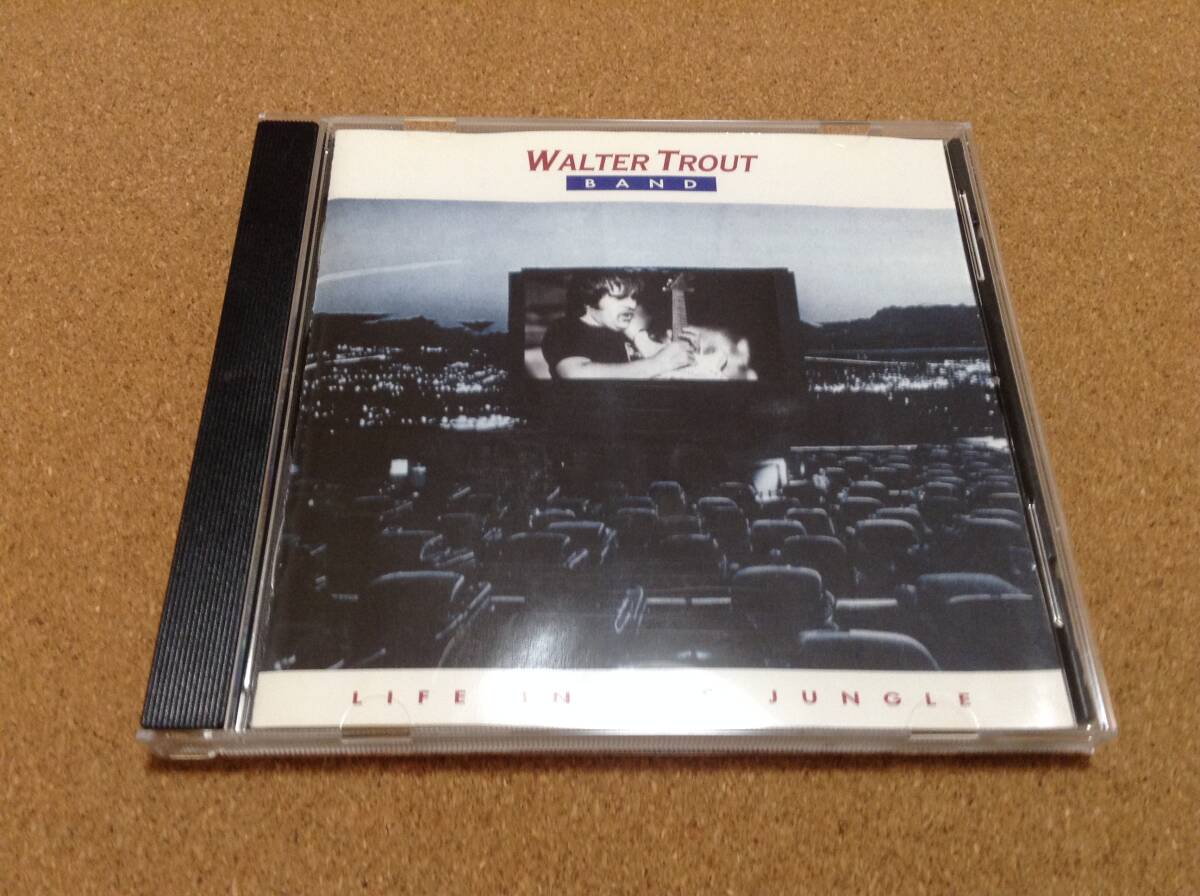 WALTER TROUT
BAND
LIFE IN JUNGLE